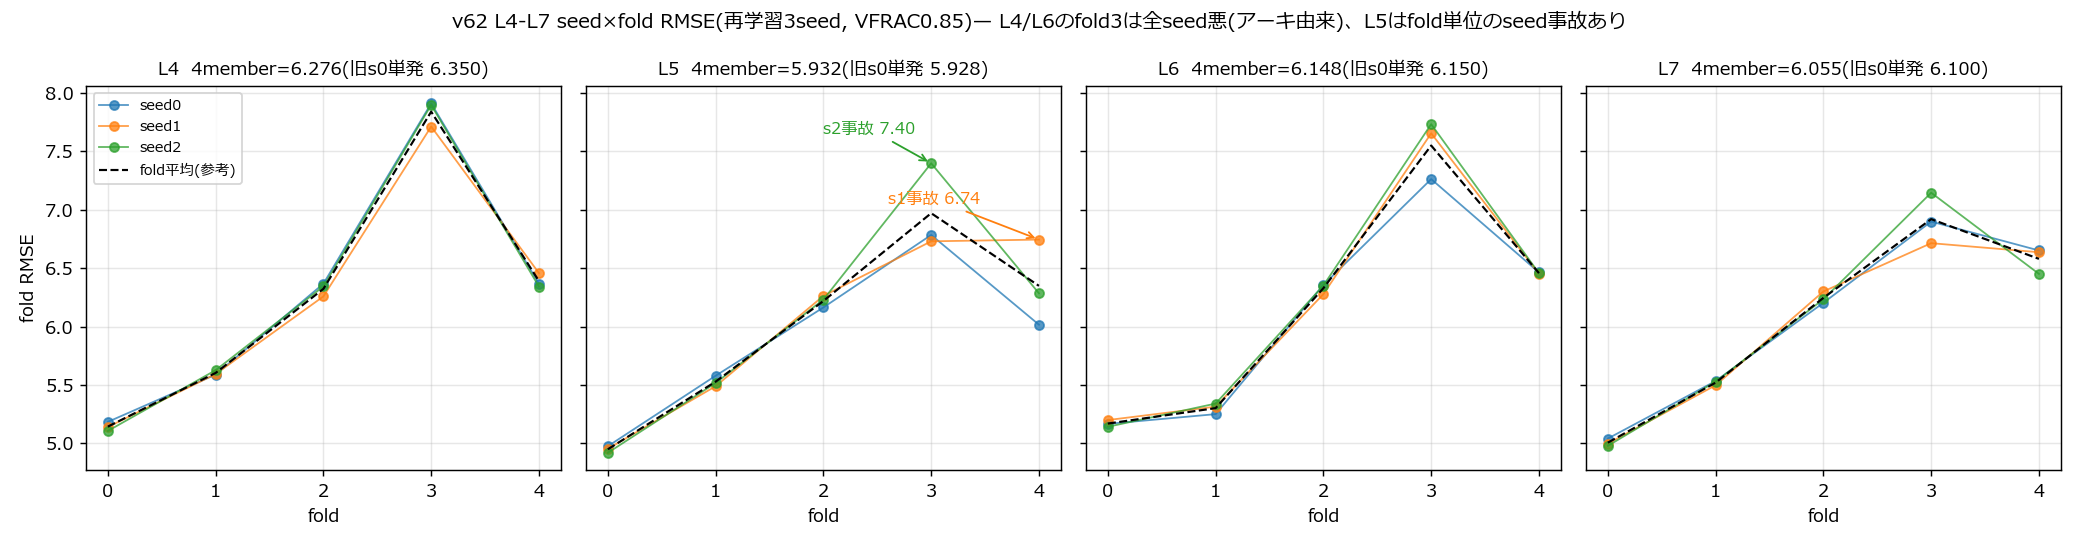 v62 L4-L7 seed×fold RMSE(再学習3seed, VFRAC0.85)— L4/L6のfold3は全seed悪(アーキ由来)、L5はfold単位のseed事故あり
L4 4member=6.276(旧s0単発 6.350)
8.0
7.5
7.0
6.5
6.0
5.5
5.0
fold RMSE
seed0
seed1
seed2
fold平均(参考)
0 1 2 3 4
fold
L5 4member=5.932(旧s0単発 5.928)
s2事故 7.40
s1事故 6.74
0 1 2 3 4
fold
L6 4member=6.148(旧s0単発 6.150)
0 1 2 3 4
fold
L7 4member=6.055(旧s0単発 6.100)
0 1 2 3 4
fold